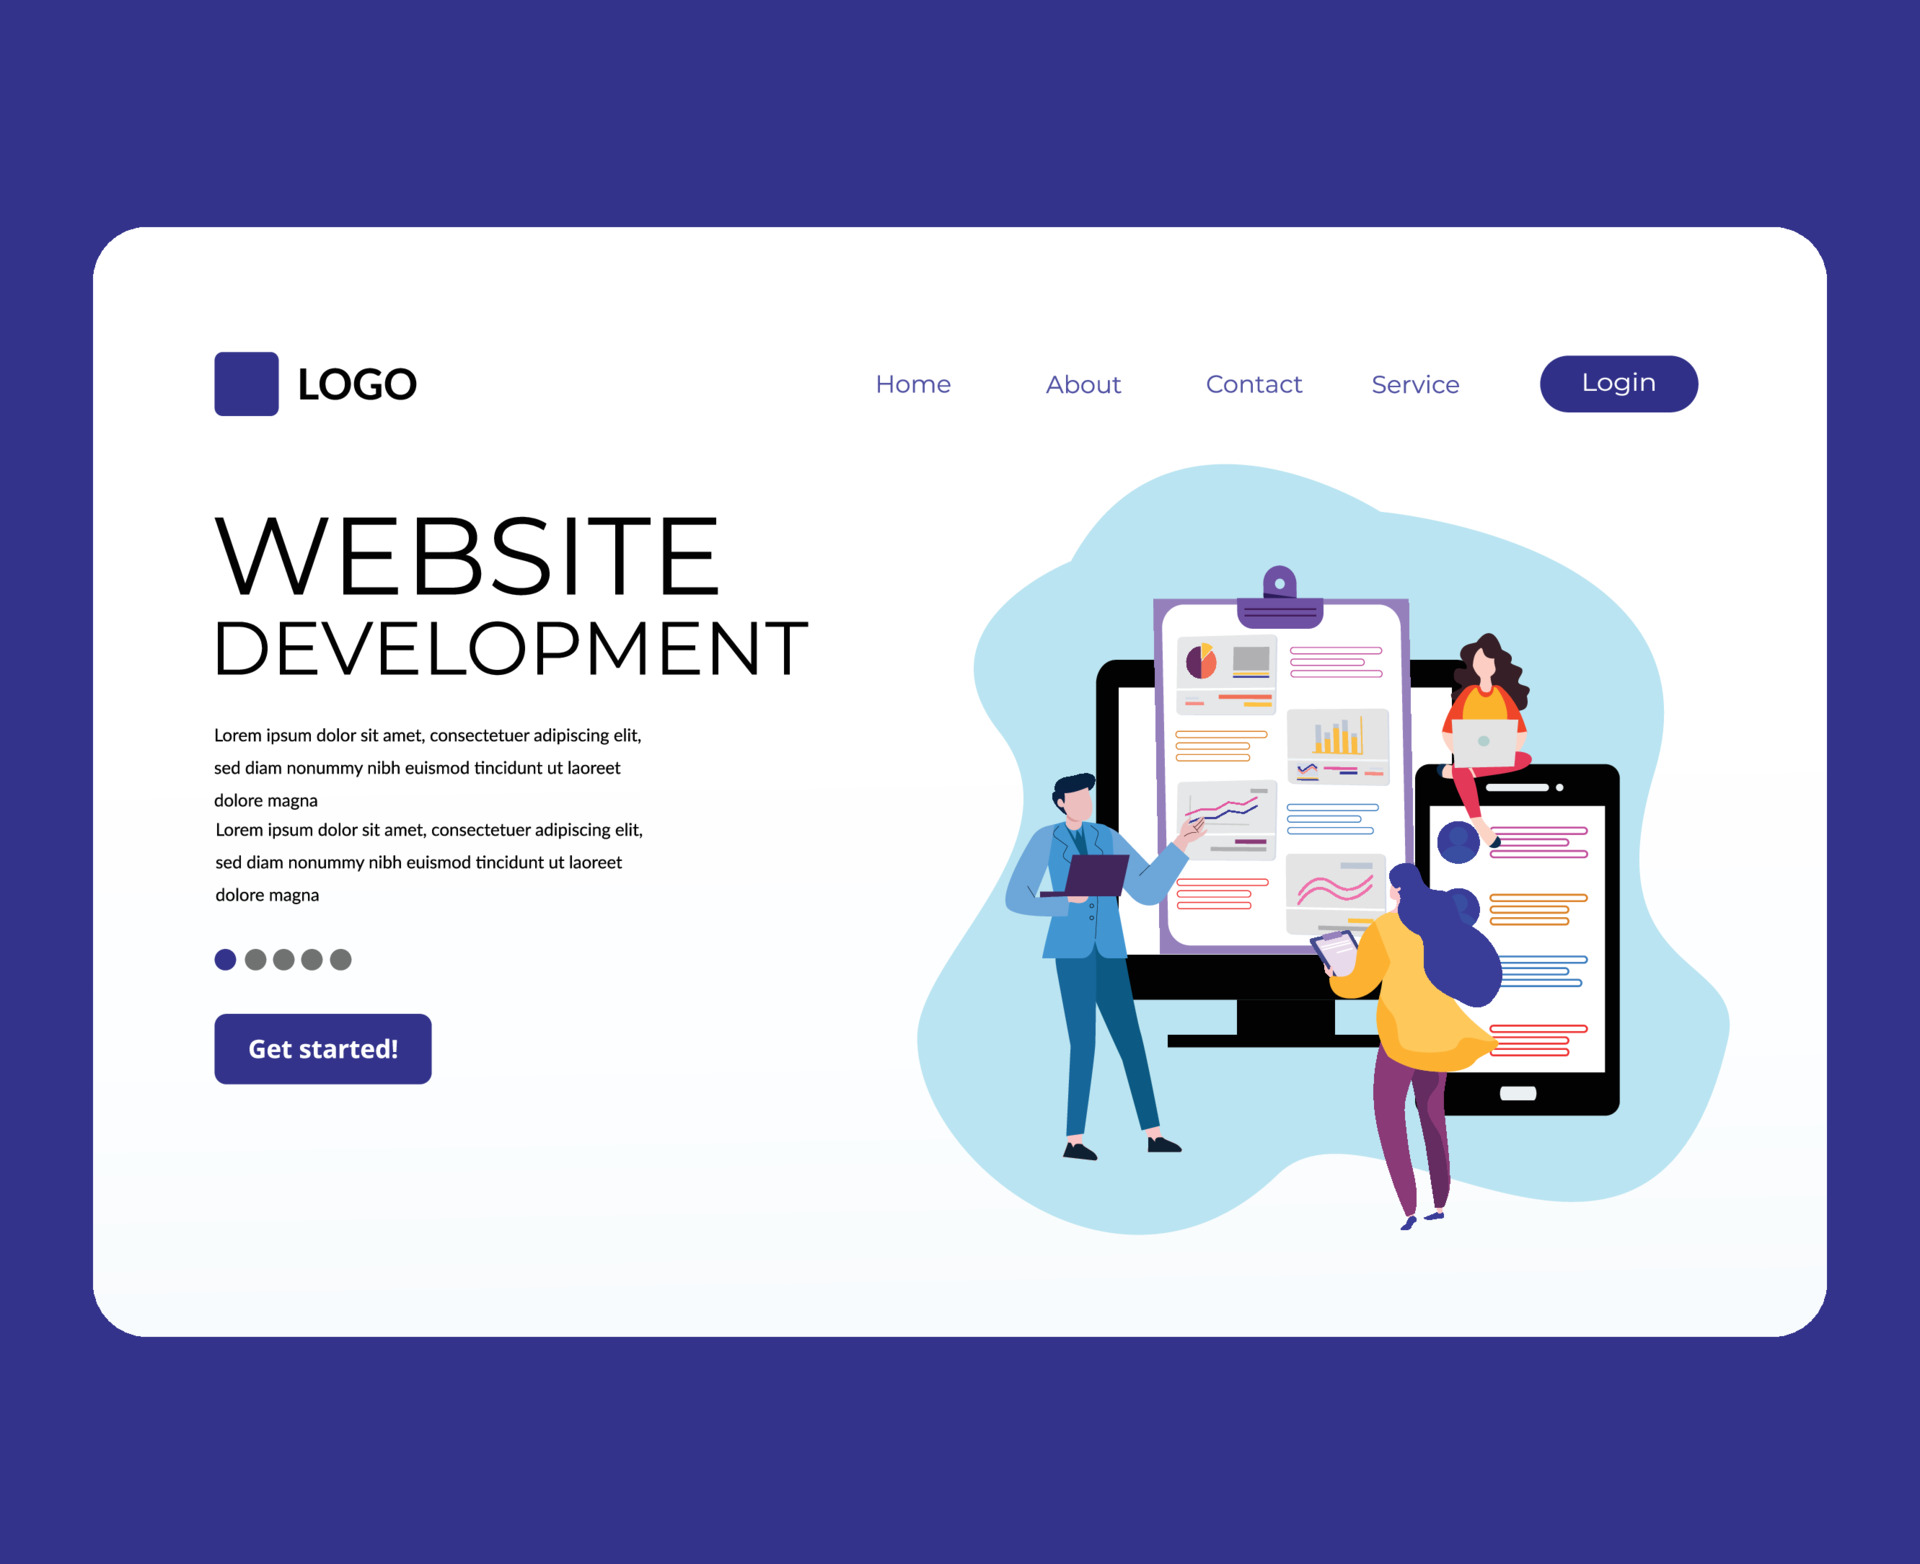 LOGO
Home About Contact Service Login
WEBSITE
DEVELOPMENT
Lorem ipsum dolor sit amet, consectetuer adipiscing elit,
sed diam nonummy nibh euismod tincidunt ut laoreet
dolore magna
Lorem ipsum dolor sit amet, consectetuer adipiscing elit,
sed diam nonummy nibh euismod tincidunt ut laoreet
dolore magna
Get started!